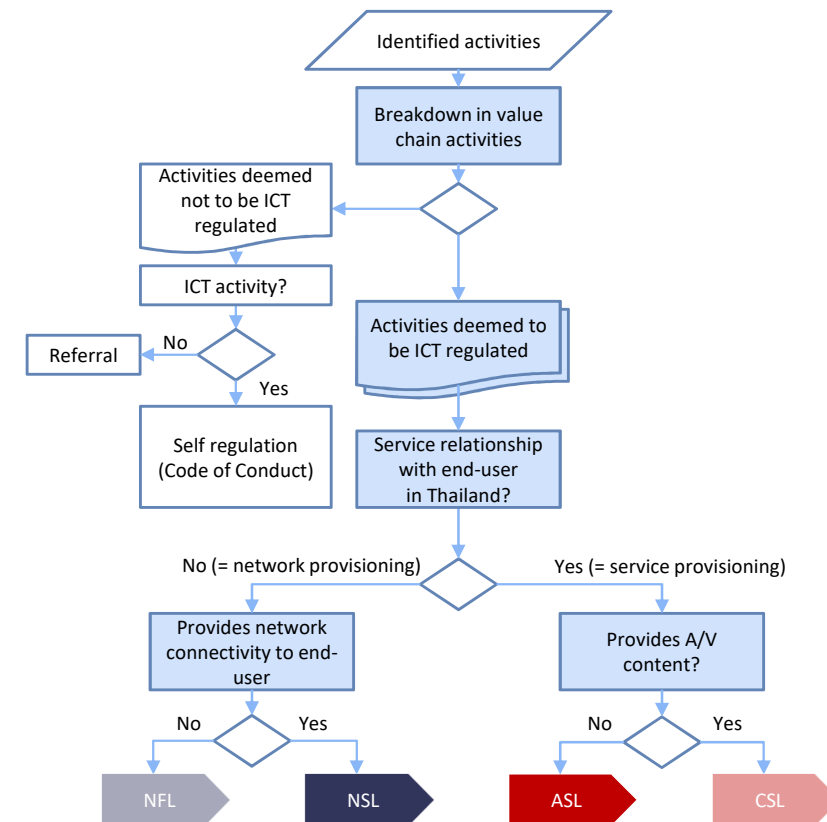 Identified activities
Breakdown in value
chain activities
Activities deemed
not to be ICT
regulated
ICT activity?
No
Referral
Yes
Self regulation
(Code of Conduct)
Activities deemed to
be ICT regulated
Service relationship
with end-user
in Thailand?
No (= network provisioning)
Yes (= service provisioning)
Provides network
connectivity to end-
user
Provides A/V
content?
No
Yes
No
Yes
NFL
NSL
ASL
CSL